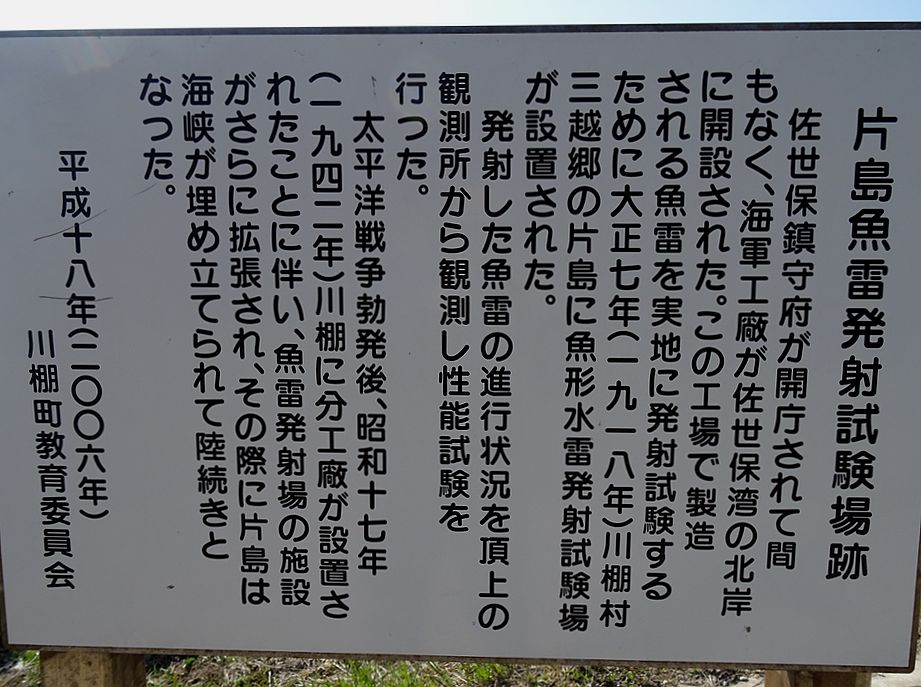 片島魚雷発射試験場跡
佐世保鎮守府が開庁されて間
もなく、海軍工廠が佐世保湾の北岸
に開設された。この工場で製造
される魚雷を実地に発射試験する
ために大正七年(一九一八年)川棚村
三越郷の片島に魚形水雷発射試験場
が設置された。
発射した魚雷の進行状況を頂上の
観測所から観測し性能試験を
行つた。
太平洋戦争勃発後、昭和十七年
(一九四二年)川棚に分工廠が設置さ
れたことに伴い、魚雷発射場の施設
がさらに拡張され、その際に片島は
海峡が埋め立てられて陸続きと
なつた。
平成十八年(二〇〇六年)
川棚町教育委員会